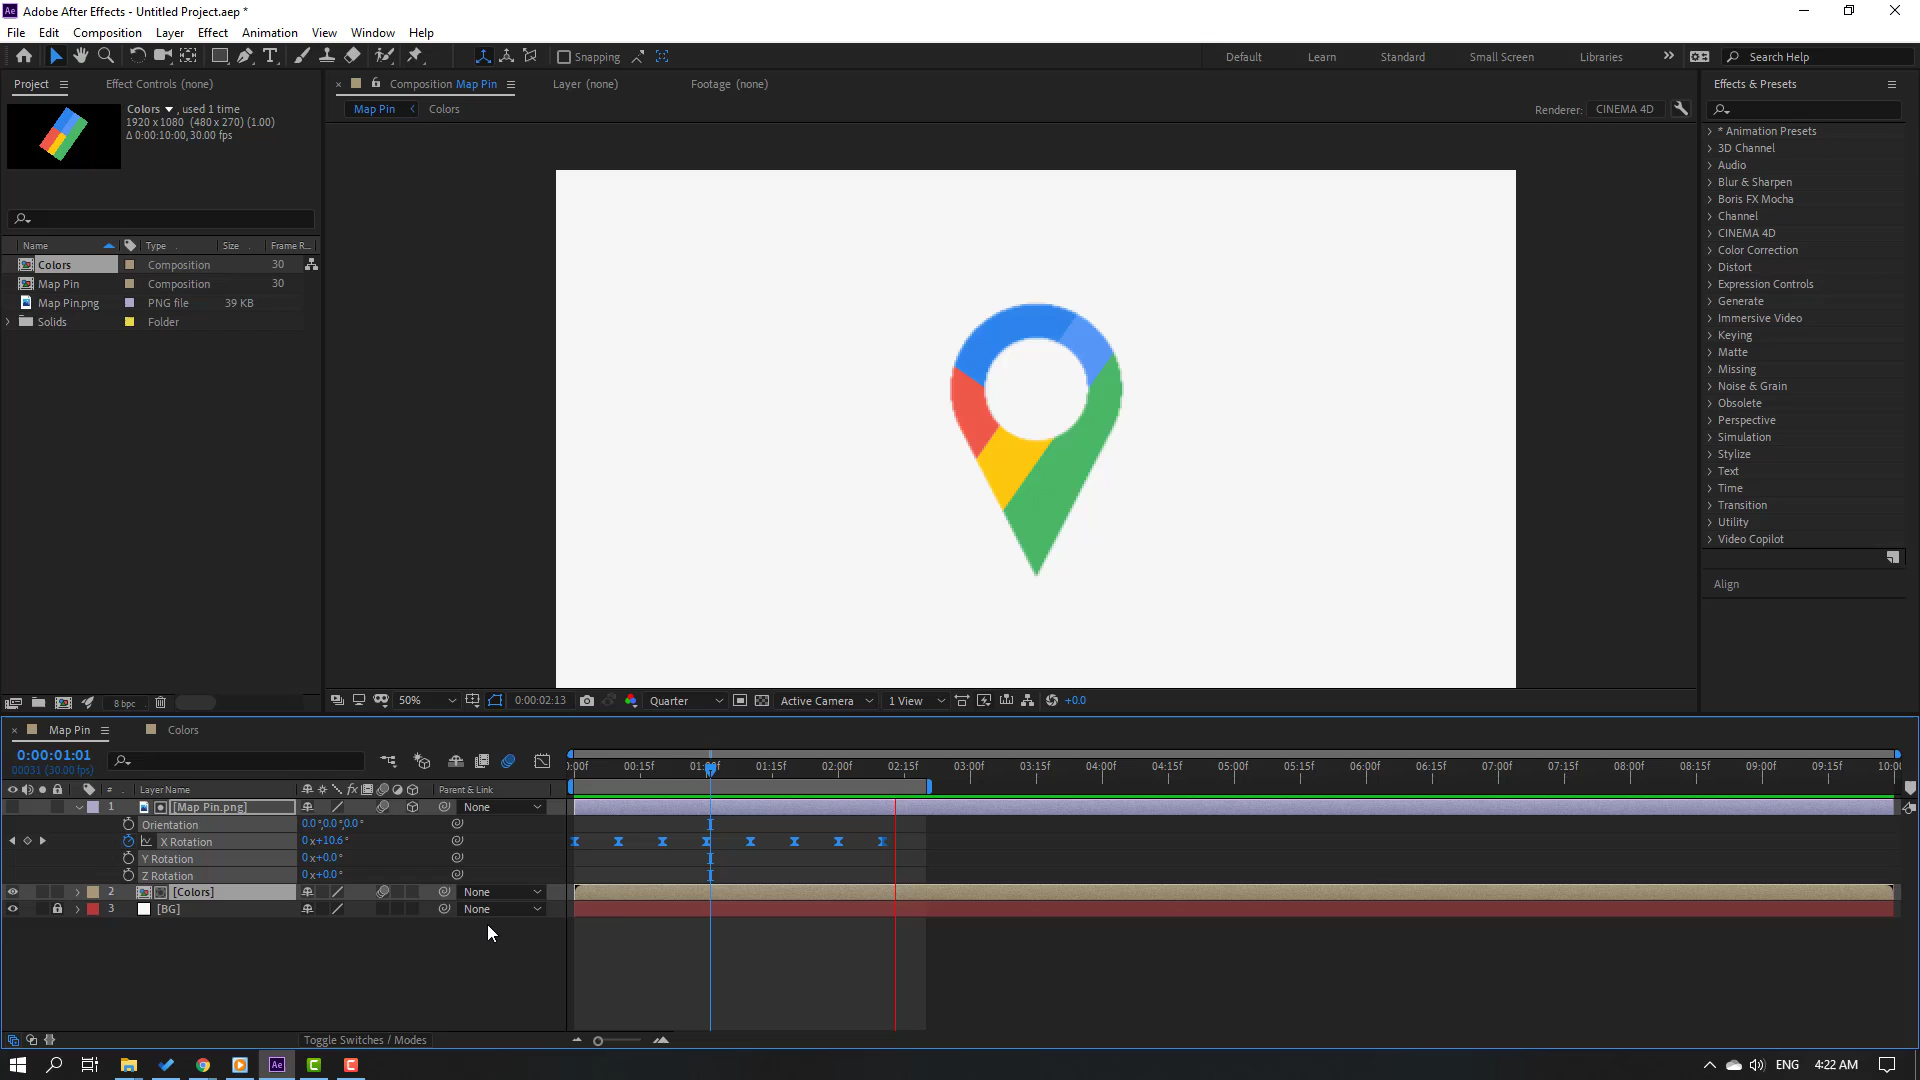 Adobe After Effects - Untitled Project.aep *
File Edit Composition Layer Effect Animation View Window Help
Snapping
Default Learn Standard Small Screen Libraries
Search Help
Project
Effect Controls (none)
Composition Map Pin
Layer (none)
Footage (none)
Effects & Presets
Colors , used 1 time
1920 x 1080 (480 x 270) (1.00)
Δ 0:00:10:00, 30.00 fps
Map Pin Colors
Renderer: CINEMA 4D
Name Type Size Frame R...
Colors Composition 30
Map Pin Composition 30
Map Pin.png PNG file 39 KB
Solids Folder
* Animation Presets
3D Channel
Audio
Blur & Sharpen
Boris FX Mocha
Channel
CINEMA 4D
Color Correction
Distort
Expression Controls
Generate
Immersive Video
Keying
Matte
Missing
Noise & Grain
Obsolete
Perspective
Simulation
Stylize
Text
Time
Transition
Utility
Video Copilot
Align
8 bpc
50% 0:00:02:13 Quarter Active Camera 1 View +0.0
Map Pin Colors
0:00:01:01
00031 (30.00 fps)
):00f 00:15f 01:00f 01:15f 02:00f 02:15f 03:00f 03:15f 04:00f 04:15f 05:00f 05:15f 06:00f 06:15f 07:00f 07:15f 08:00f 08:15f 09:00f 09:15f 10:00
# Layer Name Parent & Link
1 [Map Pin.png] None
Orientation 0.0°,0.0°,0.0°
X Rotation 0x+10.6°
Y Rotation 0x+0.0°
Z Rotation 0x+0.0°
2 [Colors] None
3 [BG] None
Toggle Switches / Modes
ENG 4:22 AM